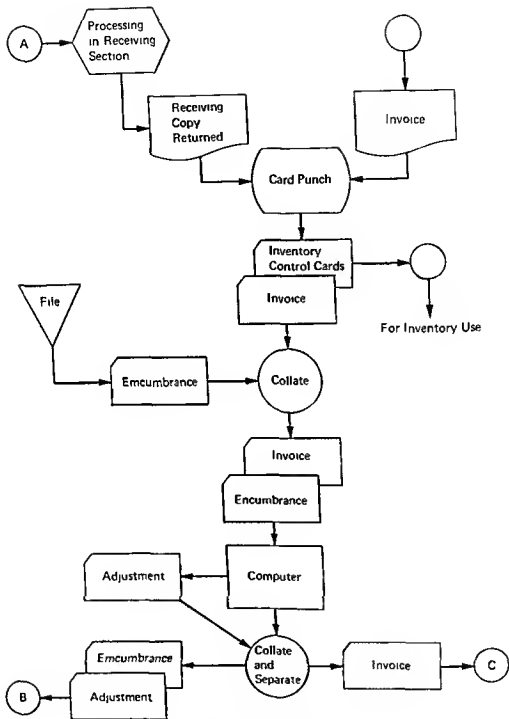 A
Processing
in Receiving
Section
Receiving
Copy
Returned
Invoice
Card Punch
Inventory
Control Cards
Invoice
For Inventory Use
File
Emcumbrance
Collate
Invoice
Encumbrance
Adjustment
Computer
Collate
and
Separate
Emcumbrance
Adjustment
B
Invoice
C